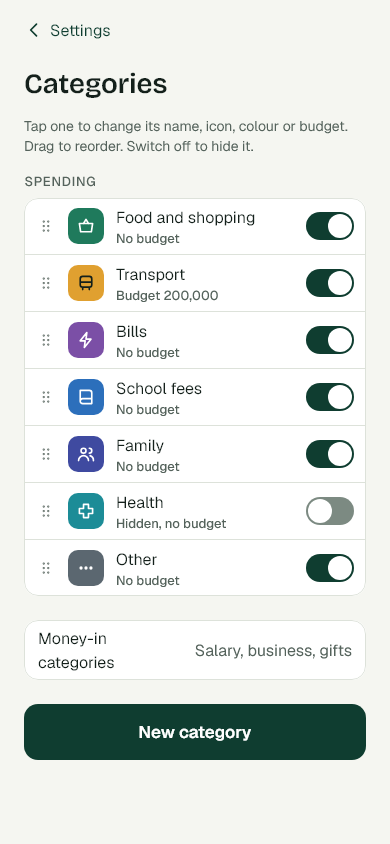 Settings
Categories
Tap one to change its name, icon, colour or budget.
Drag to reorder. Switch off to hide it.
SPENDING
Food and shopping
No budget
Transport
Budget 200,000
Bills
No budget
School fees
No budget
Family
No budget
Health
Hidden, no budget
Other
No budget
Money-in
categories
Salary, business, gifts
New category